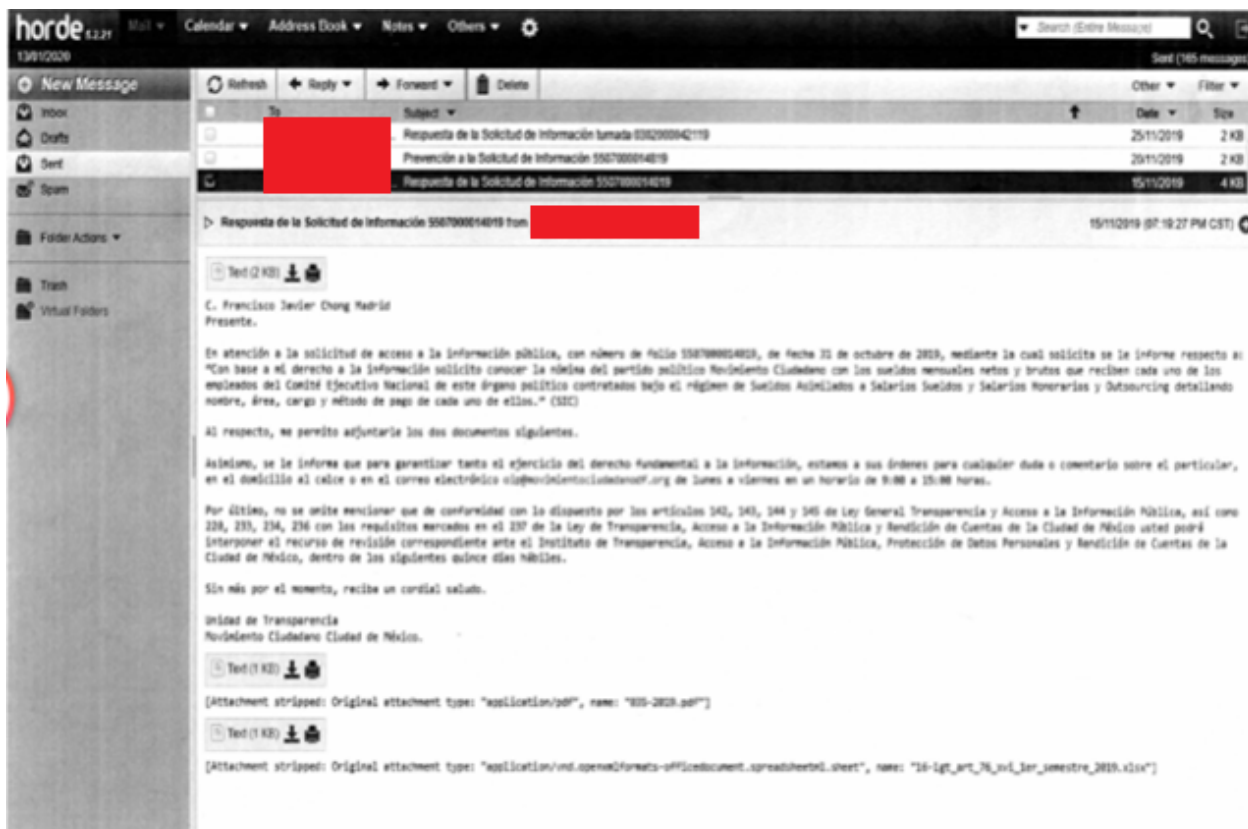 horde 5.2.21 Mail Calendar Address Book Notes Others Search (Entire Message)
13/01/2020 Sent (165 messages)
New Message Refresh Reply Forward Delete Other Filter
Inbox
Drafts
Sent
Spam
Folder Actions
Trash
Virtual Folders
To Subject Date Size
Respuesta de la Solicitud de Información turnada 0302000042119 25/11/2019 2 KB
Prevención a la Solicitud de Información 5507000014819 20/11/2019 2 KB
Respuesta de la Solicitud de Información 5507000014019 15/11/2019 4 KB
Respuesta de la Solicitud de Información 5507000014019 from 15/11/2019 (07:19:27 PM CST)
Text (2 KB)
C. Francisco Javier Chong Madrid
Presente.
En atención a la solicitud de acceso a la información pública, con número de folio 5507000014019, de fecha 31 de octubre de 2019, mediante la cual solicita se le informe respecto a:
"Con base a mi derecho a la información solicito conocer la nómina del partido político Movimiento Ciudadano con los sueldos mensuales netos y brutos que reciben cada uno de los
empleados del Comité Ejecutivo Nacional de este órgano político contratados bajo el régimen de Sueldos Asimilados a Salarios Sueldos y Salarios Honorarios y Outsourcing detallando
nombre, área, cargo y método de pago de cada uno de ellos." (SIC)
Al respecto, me permito adjuntarle los dos documentos siguientes.
Asimismo, se le informa que para garantizar tanto el ejercicio del derecho fundamental a la información, estamos a sus órdenes para cualquier duda o comentario sobre el particular,
en el domicilio al calce o en el correo electrónico oip@movimientociudadanodf.org de lunes a viernes en un horario de 9:00 a 15:00 horas.
Por último, no se omite mencionar que de conformidad con lo dispuesto por los artículos 142, 143, 144 y 145 de Ley General Transparencia y Acceso a la Información Pública, así como
220, 233, 234, 236 con los requisitos marcados en el 237 de la Ley de Transparencia, Acceso a la Información Pública y Rendición de Cuentas de la Ciudad de México usted podrá
interponer el recurso de revisión correspondiente ante el Instituto de Transparencia, Acceso a la Información Pública, Protección de Datos Personales y Rendición de Cuentas de la
Ciudad de México, dentro de los siguientes quince días hábiles.
Sin más por el momento, reciba un cordial saludo.
Unidad de Transparencia
Movimiento Ciudadano Ciudad de México.
Text (1 KB)
[Attachment stripped: Original attachment type: "application/pdf", name: "035-2019.pdf"]
Text (1 KB)
[Attachment stripped: Original attachment type: "application/vnd.openxmlformats-officedocument.spreadsheetml.sheet", name: "16-lgt_art_76_xvi_1er_semestre_2019.xlsx"]